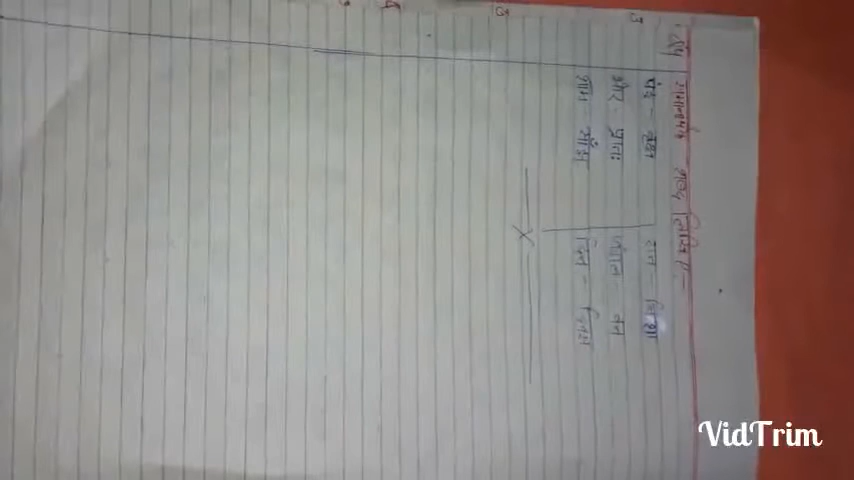 समानार्थक शब्द लिखिए -
पेड़ - वृक्ष
भोर - प्रातः
शाम - साँझ
रात - निशा
जंगल - वन
दिन - दिवस
VidTrim